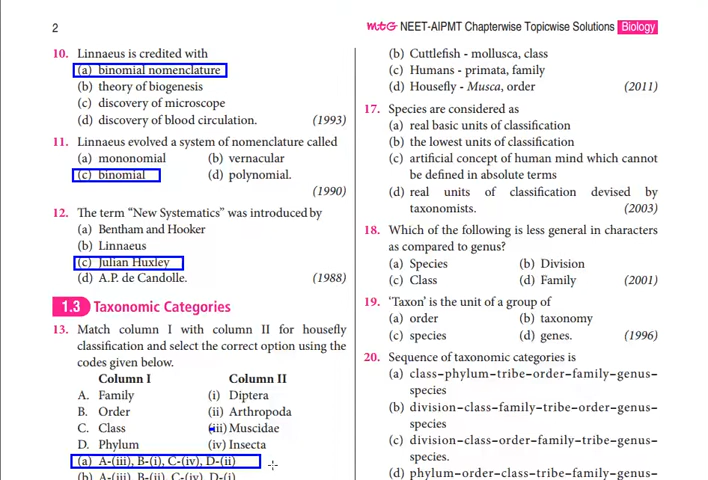 2
mtG NEET-AIPMT Chapterwise Topicwise Solutions Biology
10. Linnaeus is credited with
(a) binomial nomenclature
(b) theory of biogenesis
(c) discovery of microscope
(d) discovery of blood circulation. (1993)
11. Linnaeus evolved a system of nomenclature called
(a) mononomial (b) vernacular
(c) binomial (d) polynomial.
(1990)
12. The term “New Systematics” was introduced by
(a) Bentham and Hooker
(b) Linnaeus
(c) Julian Huxley
(d) A.P. de Candolle. (1988)
1.3 Taxonomic Categories
13. Match column I with column II for housefly
classification and select the correct option using the
codes given below.
Column I Column II
A. Family (i) Diptera
B. Order (ii) Arthropoda
C. Class (iii) Muscidae
D. Phylum (iv) Insecta
(a) A-(iii), B-(i), C-(iv), D-(ii)
(b) A-(iii), B-(ii), C-(iv), D-(i)
(b) Cuttlefish - mollusca, class
(c) Humans - primata, family
(d) Housefly - Musca, order (2011)
17. Species are considered as
(a) real basic units of classification
(b) the lowest units of classification
(c) artificial concept of human mind which cannot
be defined in absolute terms
(d) real units of classification devised by
taxonomists. (2003)
18. Which of the following is less general in characters
as compared to genus?
(a) Species (b) Division
(c) Class (d) Family (2001)
19. ‘Taxon’ is the unit of a group of
(a) order (b) taxonomy
(c) species (d) genes. (1996)
20. Sequence of taxonomic categories is
(a) class–phylum–tribe–order–family–genus–
species
(b) division–class–family–tribe–order–genus–
species
(c) division–class–order–family–tribe–genus–
species.
(d) phylum–order–class–tribe–family–genus–